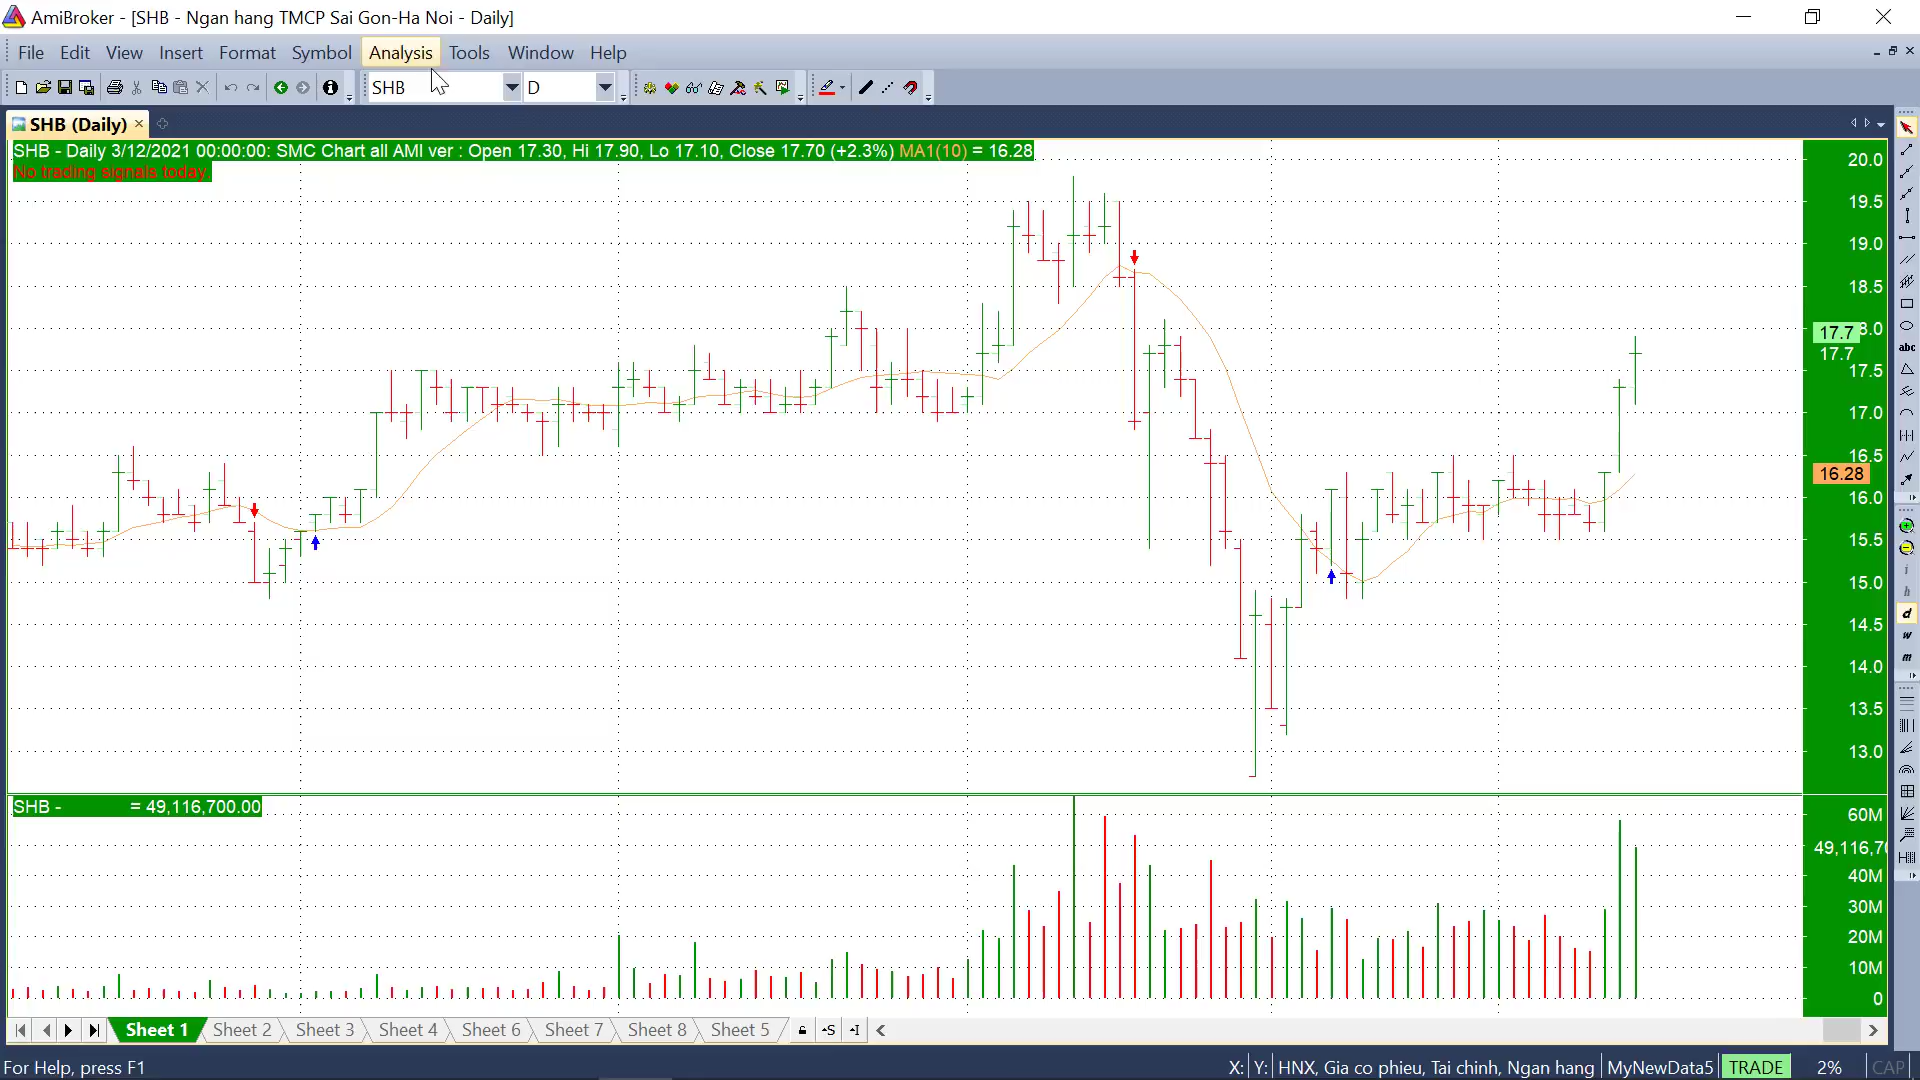 AmiBroker - [SHB - Ngan hang TMCP Sai Gon-Ha Noi - Daily]
File Edit View Insert Format Symbol Analysis Tools Window Help
SHB D
SHB (Daily)
SHB - Daily 3/12/2021 00:00:00: SMC Chart all AMI ver : Open 17.30, Hi 17.90, Lo 17.10, Close 17.70 (+2.3%) MA1(10) = 16.28
No trading signals today.
20.0
19.5
19.0
18.5
17.7 8.0
17.7
17.5
17.0
16.5
16.28
16.0
15.5
15.0
14.5
14.0
13.5
13.0
abc
i
h
d
w
m
SHB - = 49,116,700.00
60M
49,116,70
40M
30M
20M
10M
0
Sheet 1 Sheet 2 Sheet 3 Sheet 4 Sheet 6 Sheet 7 Sheet 8 Sheet 5 S I
For Help, press F1 X: Y: HNX, Gia co phieu, Tai chinh, Ngan hang MyNewData5 TRADE 2% CAP